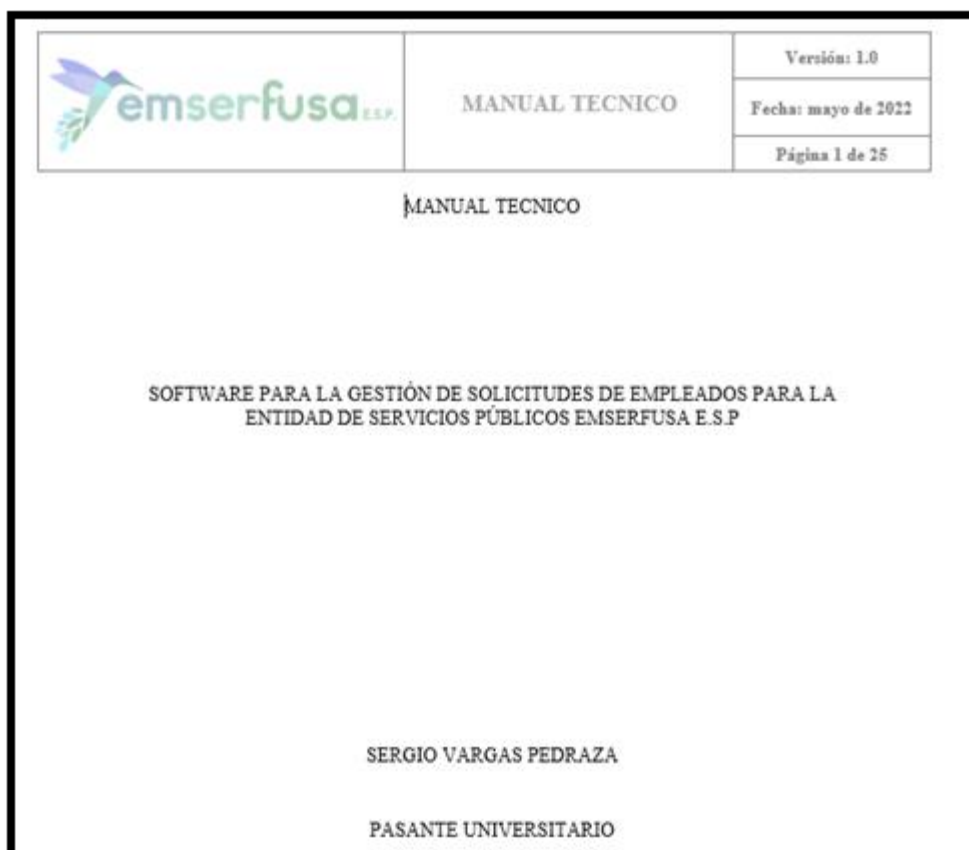 emserfusa E.S.P.
MANUAL TECNICO
Versión: 1.0
Fecha: mayo de 2022
Página 1 de 25
MANUAL TECNICO
SOFTWARE PARA LA GESTIÓN DE SOLICITUDES DE EMPLEADOS PARA LA
ENTIDAD DE SERVICIOS PÚBLICOS EMSERFUSA E.S.P
SERGIO VARGAS PEDRAZA
PASANTE UNIVERSITARIO